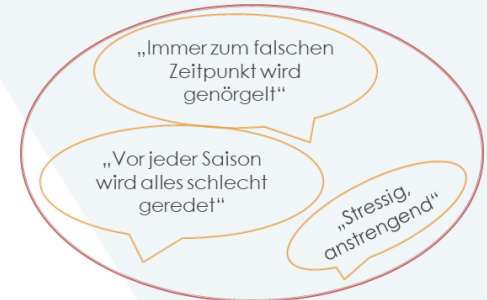 „Immer zum falschen
Zeitpunkt wird
genörgelt“
„Vor jeder Saison
wird alles schlecht
geredet“
„Stressig,
anstrengend“